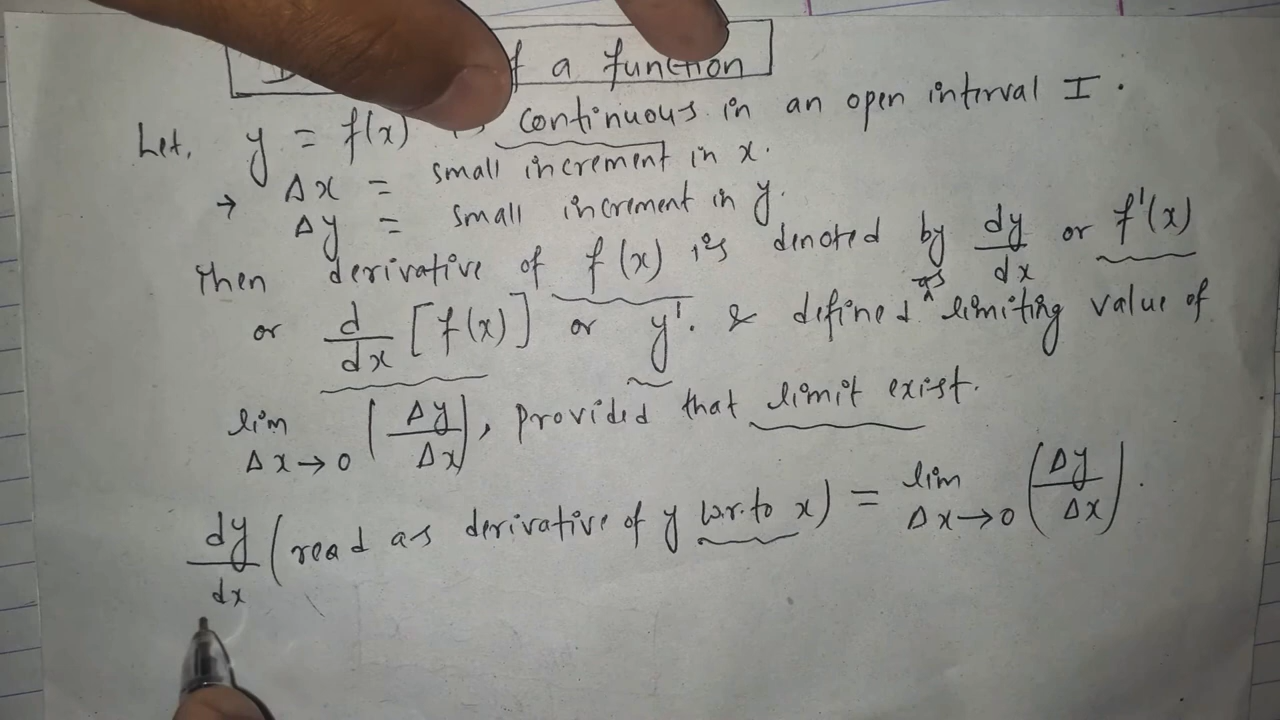 of a function
Let, y = f(x) is continuous in an open interval I.
→ Δx = small increment in x.
Δy = small increment in y.
Then derivative of f(x) is denoted by dy/dx or f'(x)
or d/dx [f(x)] or y'. & defined as limiting value of
lim Δx→0 (Δy/Δx), provided that limit exist.
dy/dx (read as derivative of y w.r.to x) = lim Δx→0 (Δy/Δx).